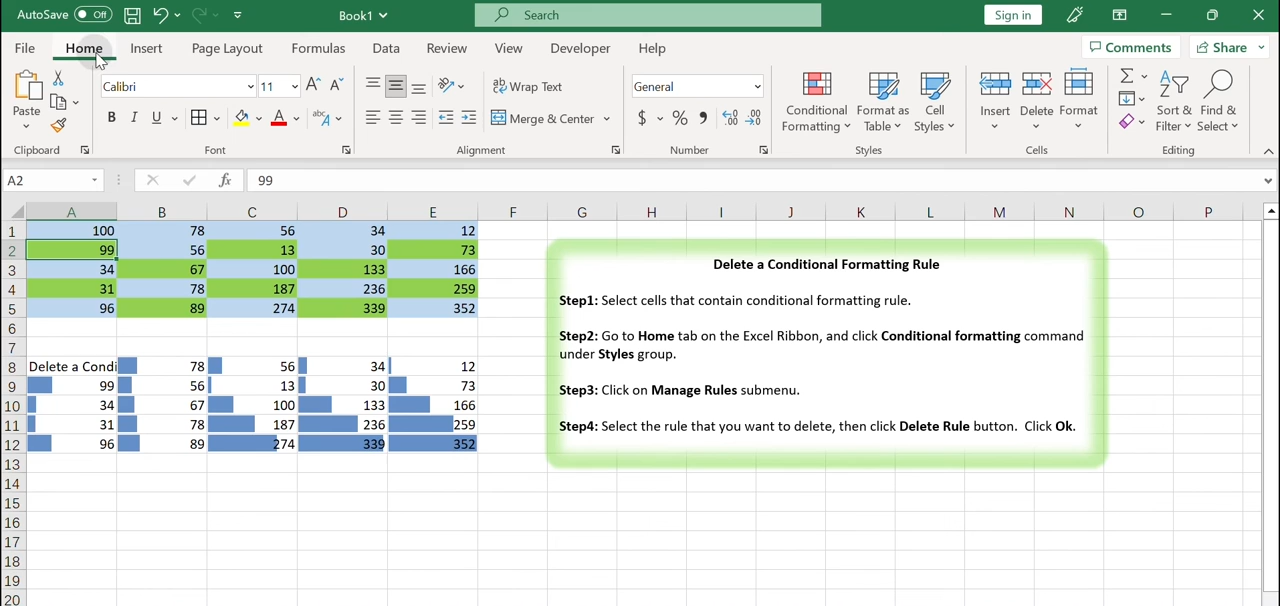 AutoSave Off Book1 Search Sign in
File Home Insert Page Layout Formulas Data Review View Developer Help Comments Share
Paste
Clipboard
Calibri 11
B I U A abc A
Font
Wrap Text
Merge & Center
Alignment
General
$ % 9 .00 .00
Number
Conditional Formatting
Format as Table
Cell Styles
Styles
Insert Delete Format
Cells
Sort & Filter
Find & Select
Editing
A2 fx 99
A B C D E F G H I J K L M N O P
1 100 78 56 34 12
2 99 56 13 30 73
3 34 67 100 133 166
4 31 78 187 236 259
5 96 89 274 339 352
6
7
8 Delete a Condi 78 56 34 12
9 99 56 13 30 73
10 34 67 100 133 166
11 31 78 187 236 259
12 96 89 274 339 352
13
14
15
16
17
18
19
20
Delete a Conditional Formatting Rule
Step1: Select cells that contain conditional formatting rule.
Step2: Go to Home tab on the Excel Ribbon, and click Conditional formatting command
under Styles group.
Step3: Click on Manage Rules submenu.
Step4: Select the rule that you want to delete, then click Delete Rule button. Click Ok.